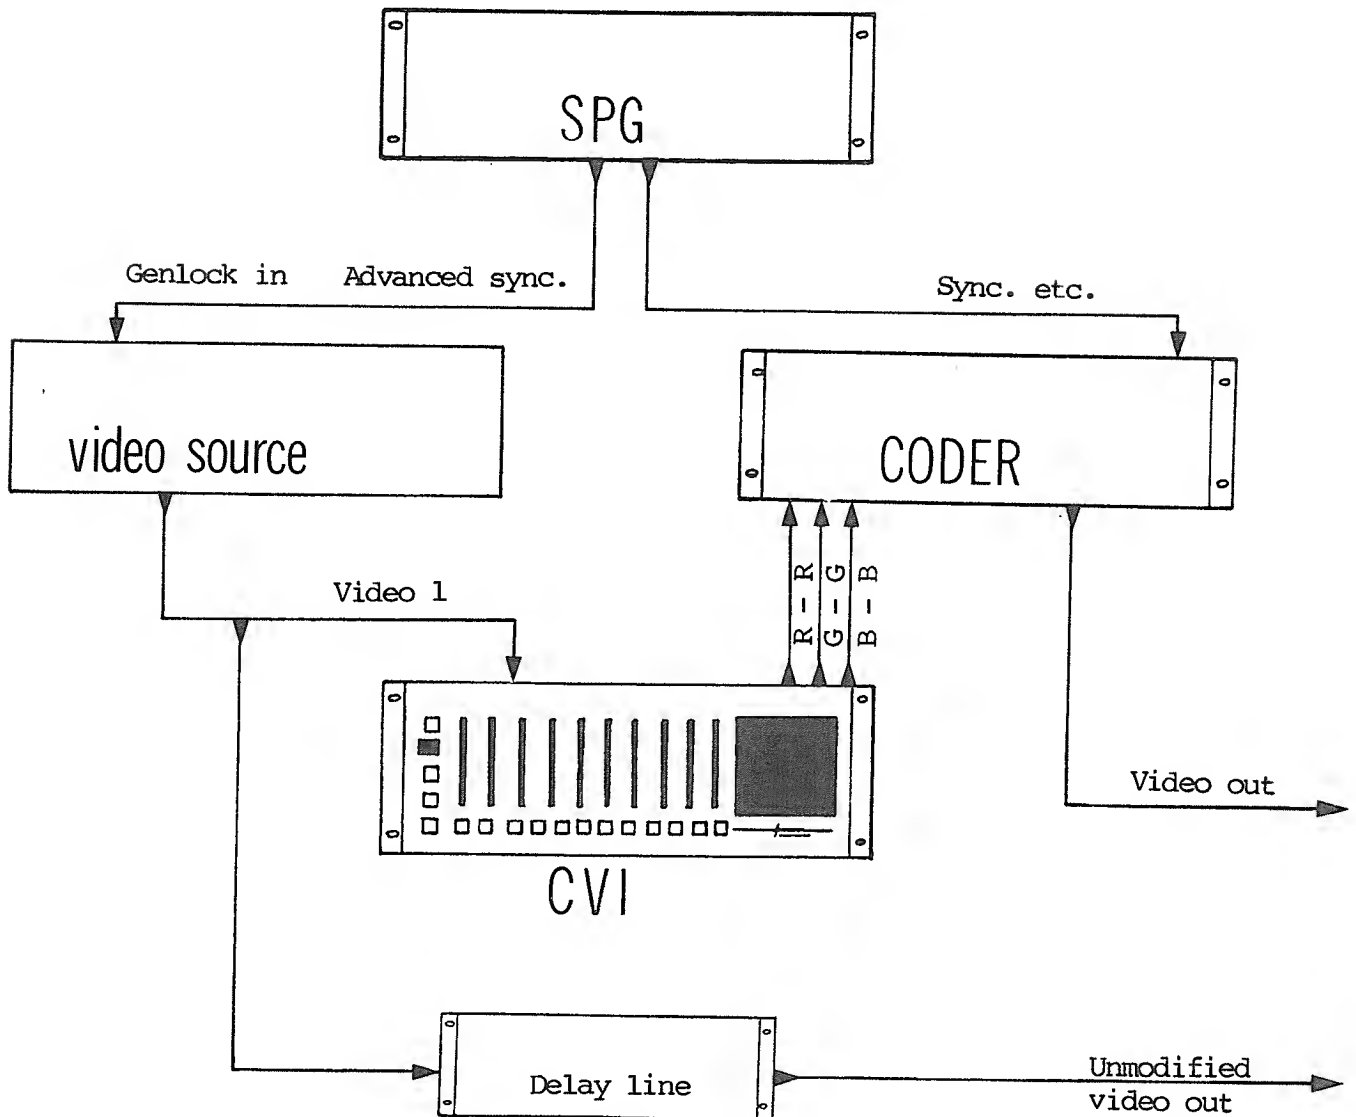 SPG
Genlock in Advanced sync.
Sync. etc.
video source
CODER
Video 1
R - R
G - G
B - B
Video out
CVI
Delay line
Unmodified
video out